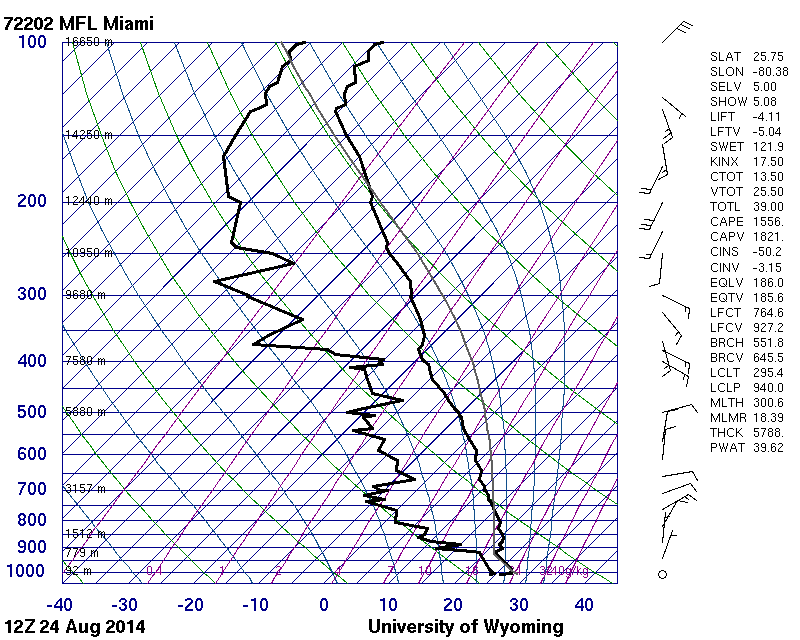 72202 MFL Miami
100
16650 m
14260 m
200
12440 m
10950 m
300
9680 m
400
7580 m
500
5880 m
600
700
3157 m
800
1512 m
900
779 m
1000
92 m
0.4
1
2
4
7
10
16
24
32
40g/kg
-40 -30 -20 -10 0 10 20 30 40
12Z 24 Aug 2014
University of Wyoming
SLAT 25.75
SLON -80.38
SELV 5.00
SHOW 5.08
LIFT -4.11
LFTV -5.04
SWET 121.9
KINX 17.50
CTOT 13.50
VTOT 25.50
TOTL 39.00
CAPE 1556.
CAPV 1821.
CINS -50.2
CINV -3.15
EQLV 186.0
EQTV 185.6
LFCT 764.6
LFCV 927.2
BRCH 551.8
BRCV 645.5
LCLT 295.4
LCLP 940.0
MLTH 300.6
MLMR 18.39
THCK 5788.
PWAT 39.62